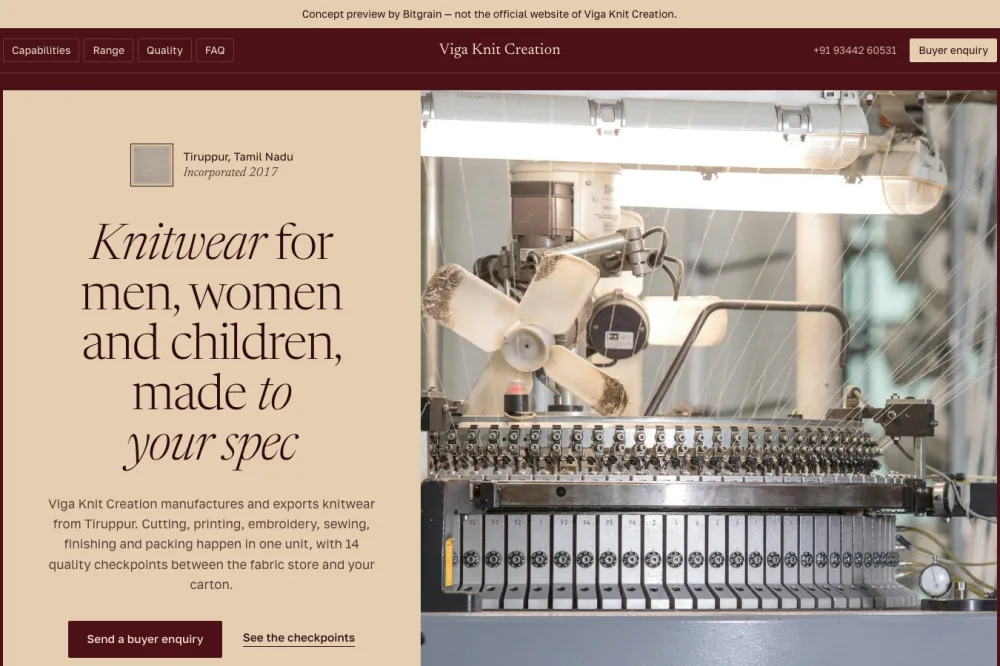 Concept preview by Bitgrain — not the official website of Viga Knit Creation.
Capabilities
Range
Quality
FAQ
Viga Knit Creation
+91 93442 60531
Buyer enquiry
Tiruppur, Tamil Nadu
Incorporated 2017
Knitwear for
men, women
and children,
made to
your spec
Viga Knit Creation manufactures and exports knitwear
from Tiruppur. Cutting, printing, embroidery, sewing,
finishing and packing happen in one unit, with 14
quality checkpoints between the fabric store and your
carton.
Send a buyer enquiry
See the checkpoints